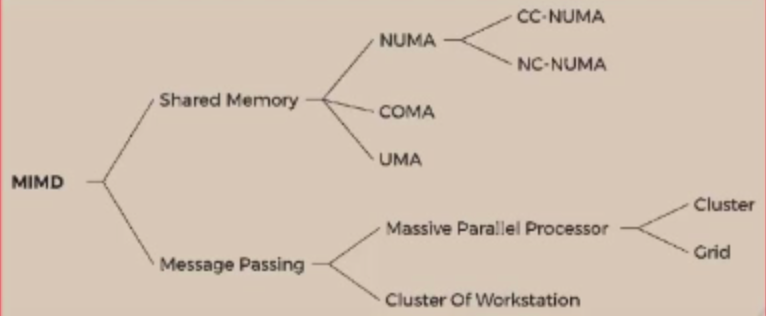 CC-NUMA
NUMA
NC-NUMA
Shared Memory
COMA
UMA
MIMD
Cluster
Massive Parallel Processor
Grid
Message Passing
Cluster Of Workstation